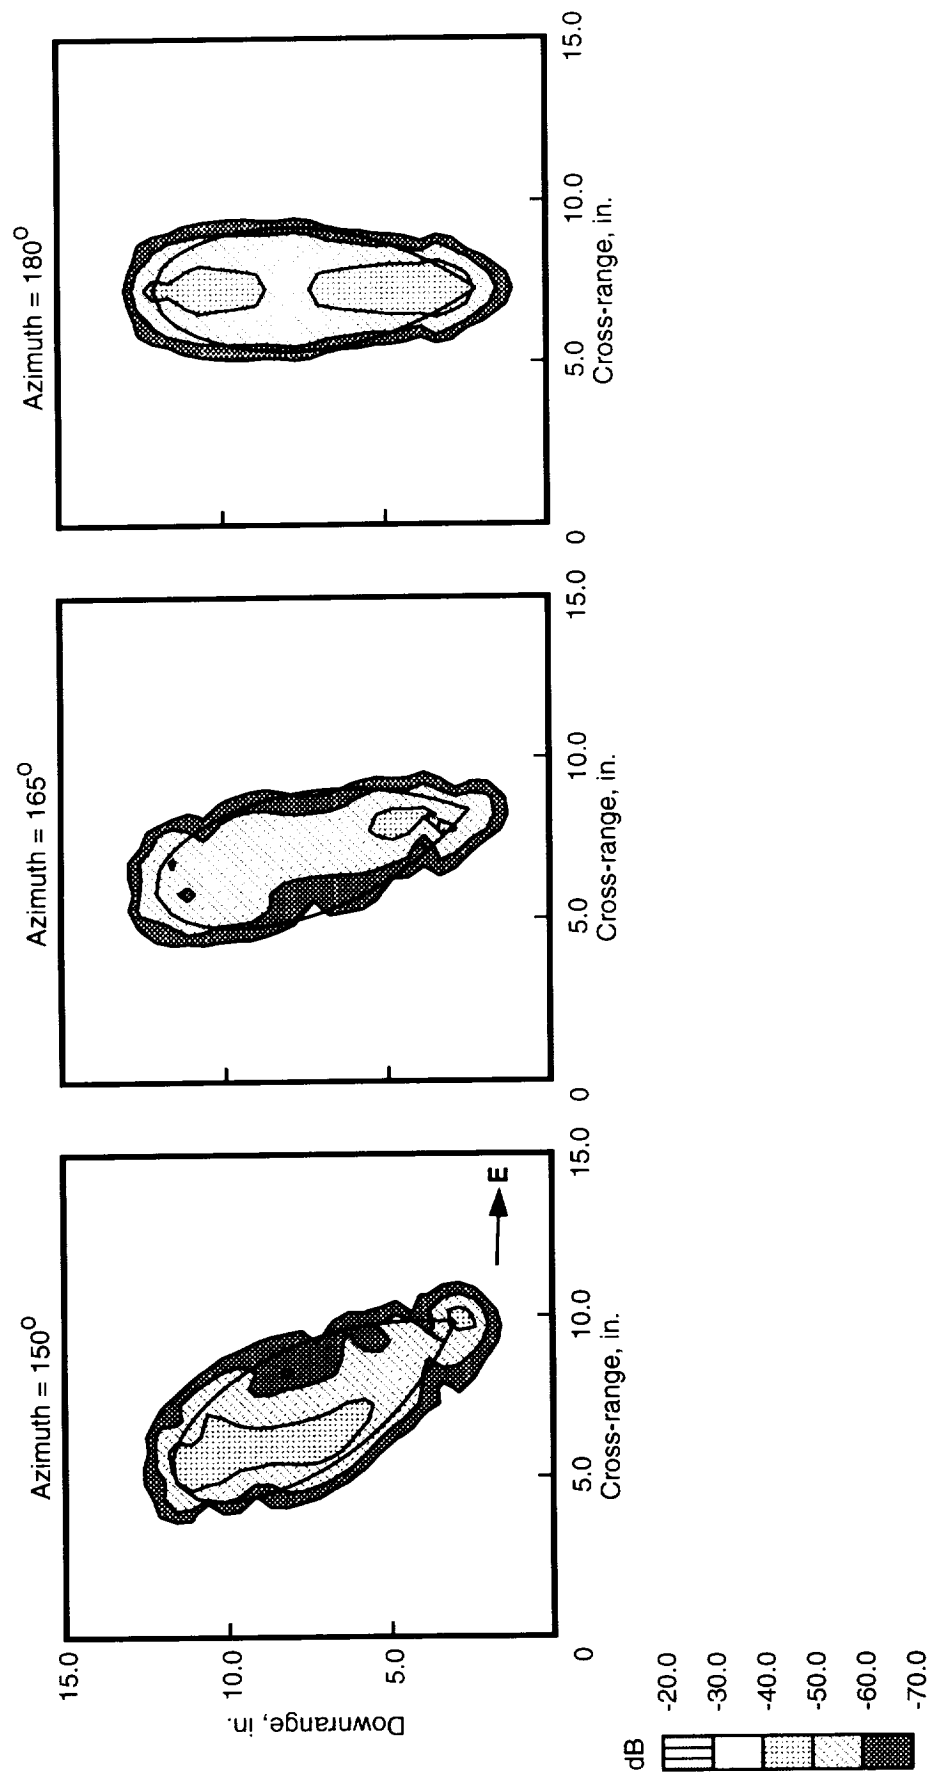 Azimuth = 150°
15.0
10.0
5.0
Downrange, in.
0
5.0
10.0
15.0
Cross-range, in.
E
Azimuth = 165°
0
5.0
10.0
15.0
Cross-range, in.
Azimuth = 180°
0
5.0
10.0
15.0
Cross-range, in.
dB
-20.0
-30.0
-40.0
-50.0
-60.0
-70.0